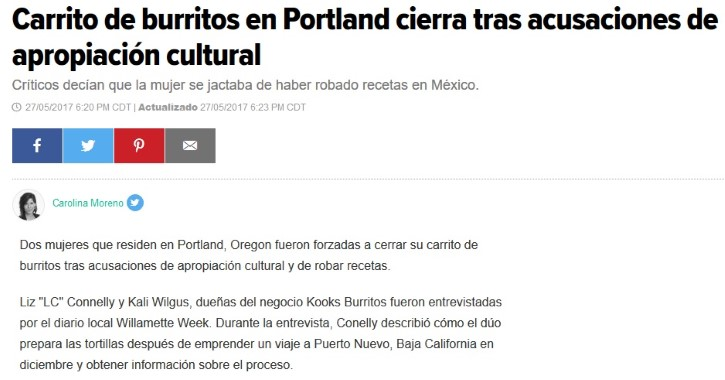 Carrito de burritos en Portland cierra tras acusaciones de
apropiación cultural
Críticos decían que la mujer se jactaba de haber robado recetas en México.
27/05/2017 6:20 PM CDT | Actualizado 27/05/2017 6:23 PM CDT
Carolina Moreno
Dos mujeres que residen en Portland, Oregon fueron forzadas a cerrar su carrito de
burritos tras acusaciones de apropiación cultural y de robar recetas.
Liz "LC" Connelly y Kali Wilgus, dueñas del negocio Kooks Burritos fueron entrevistadas
por el diario local Willamette Week. Durante la entrevista, Conelly describió cómo el dúo
prepara las tortillas después de emprender un viaje a Puerto Nuevo, Baja California en
diciembre y obtener información sobre el proceso.